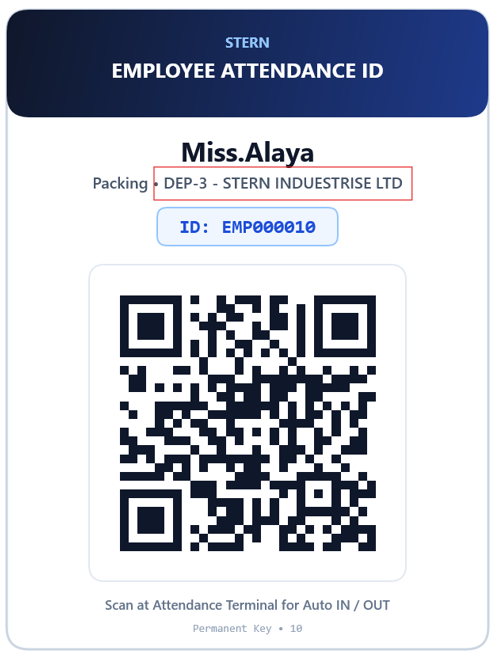 STERN
EMPLOYEE ATTENDANCE ID
Miss.Alaya
Packing • DEP-3 - STERN INDUESTRISE LTD
ID: EMP000010
Scan at Attendance Terminal for Auto IN / OUT
Permanent Key • 10